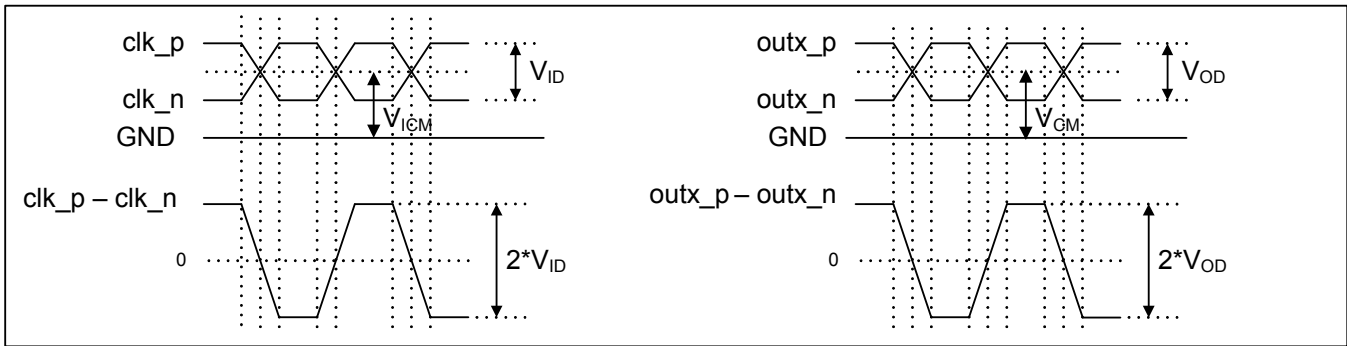 clk_p
V_ID
clk_n
V_ICM
GND
clk_p – clk_n
0
2*V_ID
outx_p
V_OD
outx_n
V_CM
GND
outx_p – outx_n
0
2*V_OD